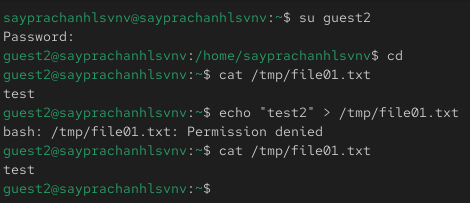 sayprachanhlsvnv@sayprachanhlsvnv:~$ su guest2
Password:
guest2@sayprachanhlsvnv:/home/sayprachanhlsvnv$ cd
guest2@sayprachanhlsvnv:~$ cat /tmp/file01.txt
test
guest2@sayprachanhlsvnv:~$ echo "test2" > /tmp/file01.txt
bash: /tmp/file01.txt: Permission denied
guest2@sayprachanhlsvnv:~$ cat /tmp/file01.txt
test
guest2@sayprachanhlsvnv:~$